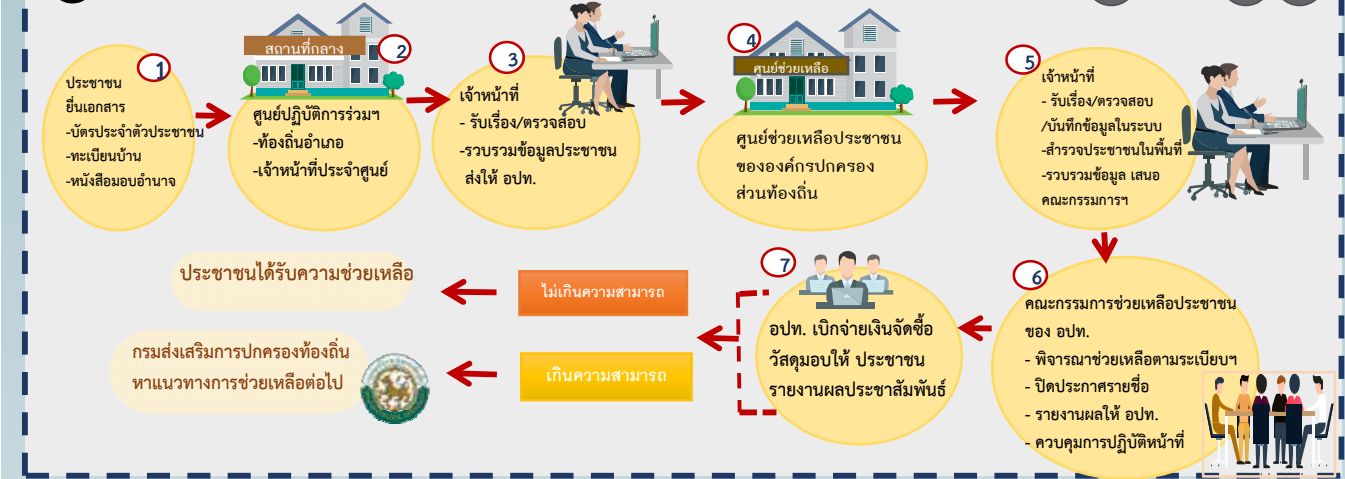 1
ประชาชน
ยื่นเอกสาร
-บัตรประจำตัวประชาชน
-ทะเบียนบ้าน
-หนังสือมอบอำนาจ
สถานที่กลาง
2
ศูนย์ปฏิบัติการร่วมฯ
-ท้องถิ่นอำเภอ
-เจ้าหน้าที่ประจำศูนย์
3
เจ้าหน้าที่
- รับเรื่อง/ตรวจสอบ
-รวบรวมข้อมูลประชาชน
ส่งให้ อปท.
4
ศูนย์ช่วยเหลือ
ศูนย์ช่วยเหลือประชาชน
ขององค์กรปกครอง
ส่วนท้องถิ่น
5
เจ้าหน้าที่
- รับเรื่อง/ตรวจสอบ
/บันทึกข้อมูลในระบบ
-สำรวจประชาชนในพื้นที่
-รวบรวมข้อมูล เสนอ
คณะกรรมการฯ
6
คณะกรรมการช่วยเหลือประชาชน
ของ อปท.
- พิจารณาช่วยเหลือตามระเบียบฯ
- ปิดประกาศรายชื่อ
- รายงานผลให้ อปท.
- ควบคุมการปฏิบัติหน้าที่
7
อปท. เบิกจ่ายเงินจัดซื้อ
วัสดุมอบให้ ประชาชน
รายงานผลประชาสัมพันธ์
ไม่เกินความสามารถ
ประชาชนได้รับความช่วยเหลือ
เกินความสามารถ
กรมส่งเสริมการปกครองท้องถิ่น
หาแนวทางการช่วยเหลือต่อไป